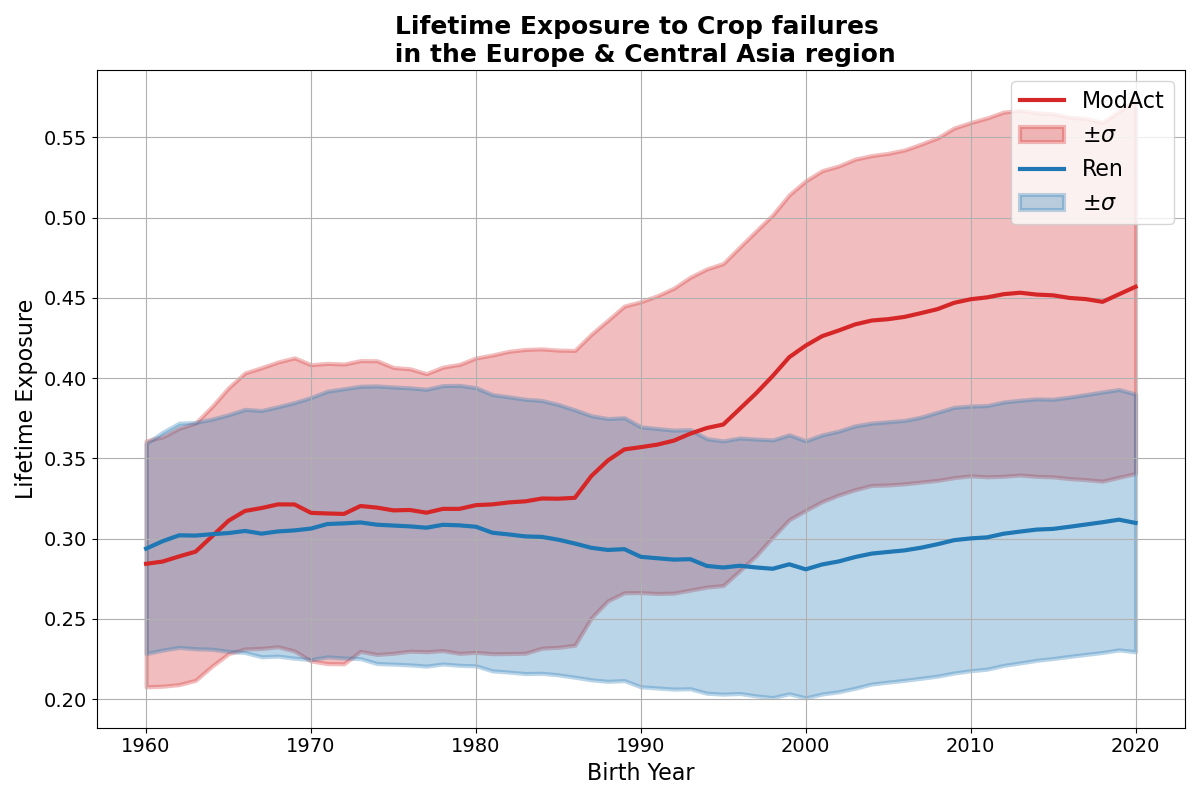 Lifetime Exposure to Crop failures
in the Europe & Central Asia region
ModAct
±σ
Ren
±σ
Lifetime Exposure
0.55
0.50
0.45
0.40
0.35
0.30
0.25
0.20
1960 1970 1980 1990 2000 2010 2020
Birth Year